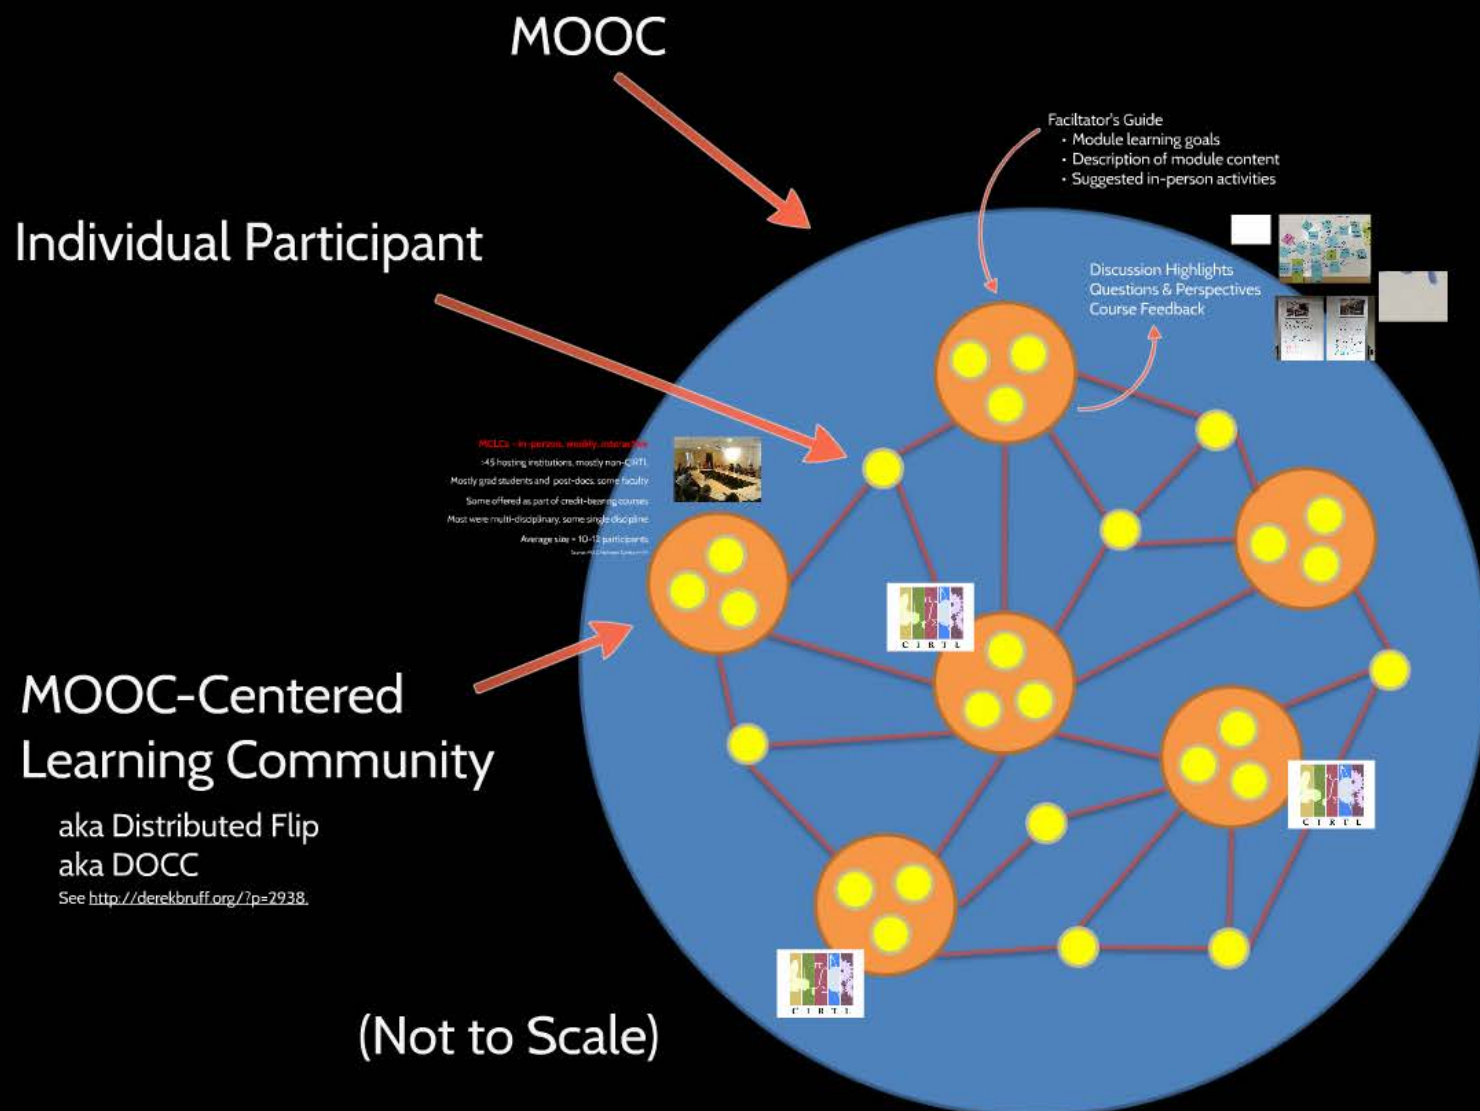 MOOC
Faciltator's Guide
• Module learning goals
• Description of module content
• Suggested in-person activities
Individual Participant
Discussion Highlights
Questions & Perspectives
Course Feedback
MCLCs - in-person, weekly, interactive
>45 hosting institutions, mostly non-CIRTL
Mostly grad students and post-docs, some faculty
Some offered as part of credit-bearing courses
Most were multi-disciplinary, some single discipline
Average size = 10-12 participants
CIRTL
MOOC-Centered
Learning Community
CIRTL
aka Distributed Flip
aka DOCC
See http://derekbruff.org/?p=2938.
CIRTL
(Not to Scale)